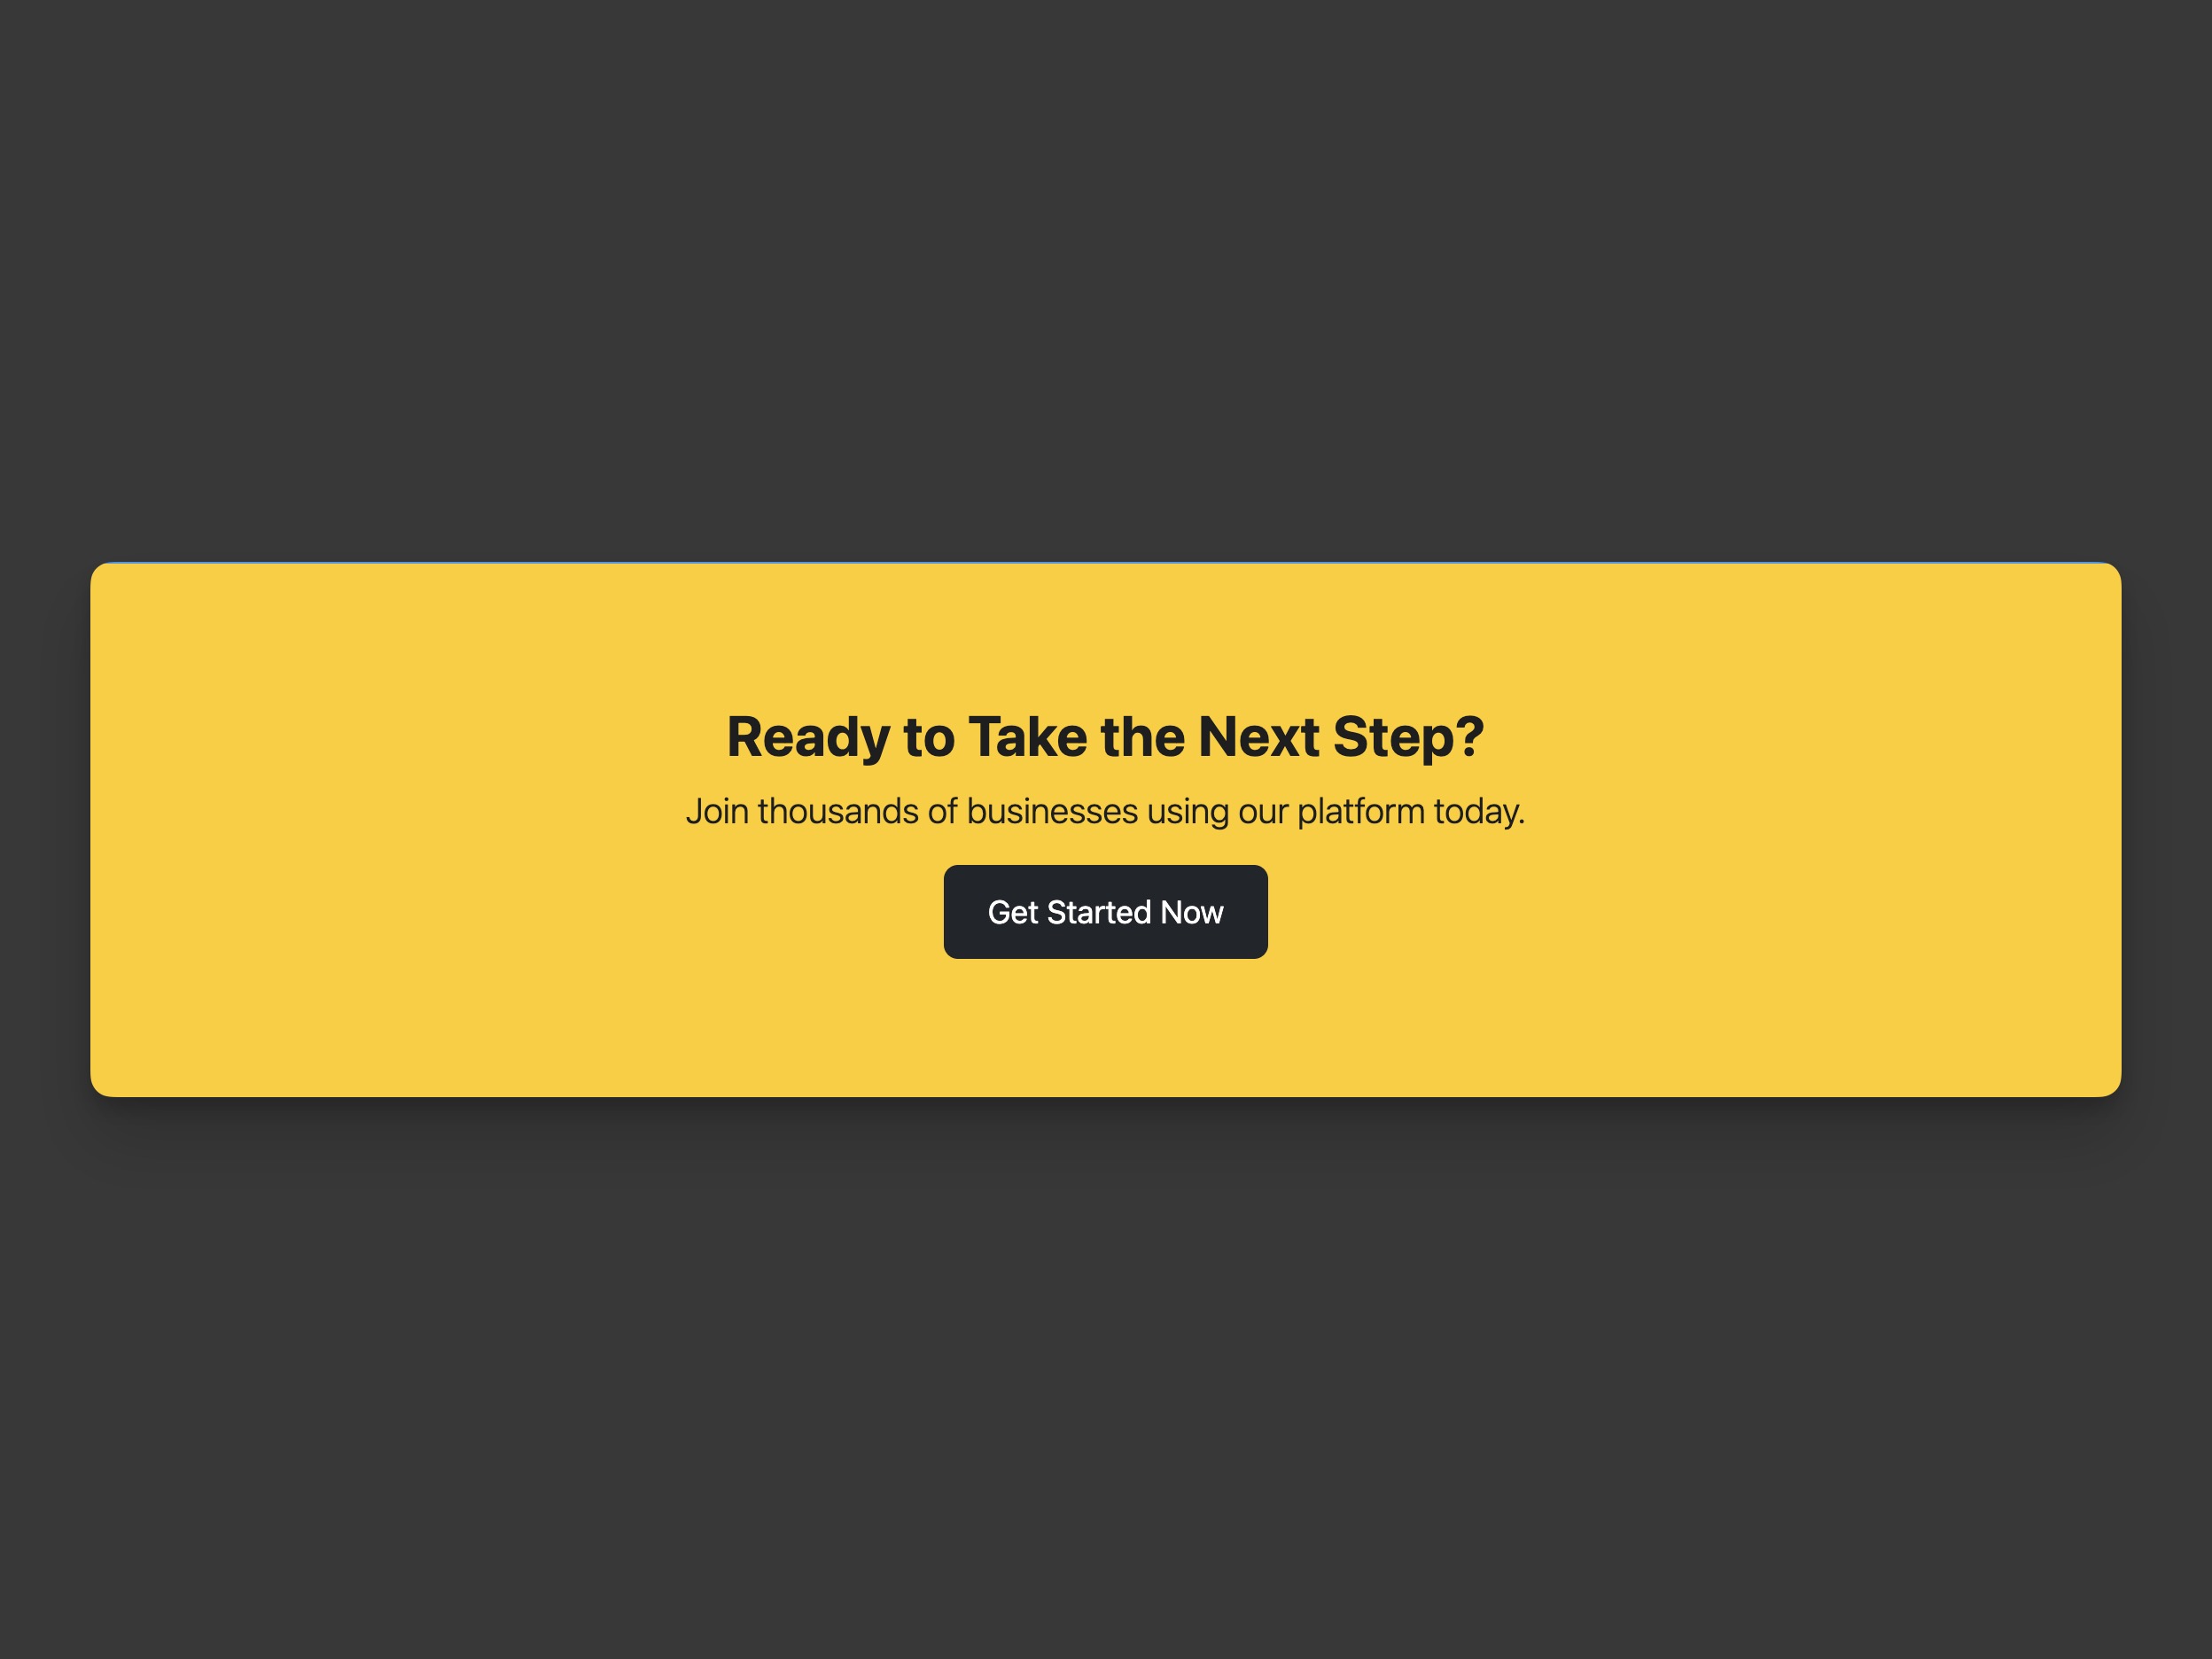 Ready to Take the Next Step?
Join thousands of businesses using our platform today.
Get Started Now